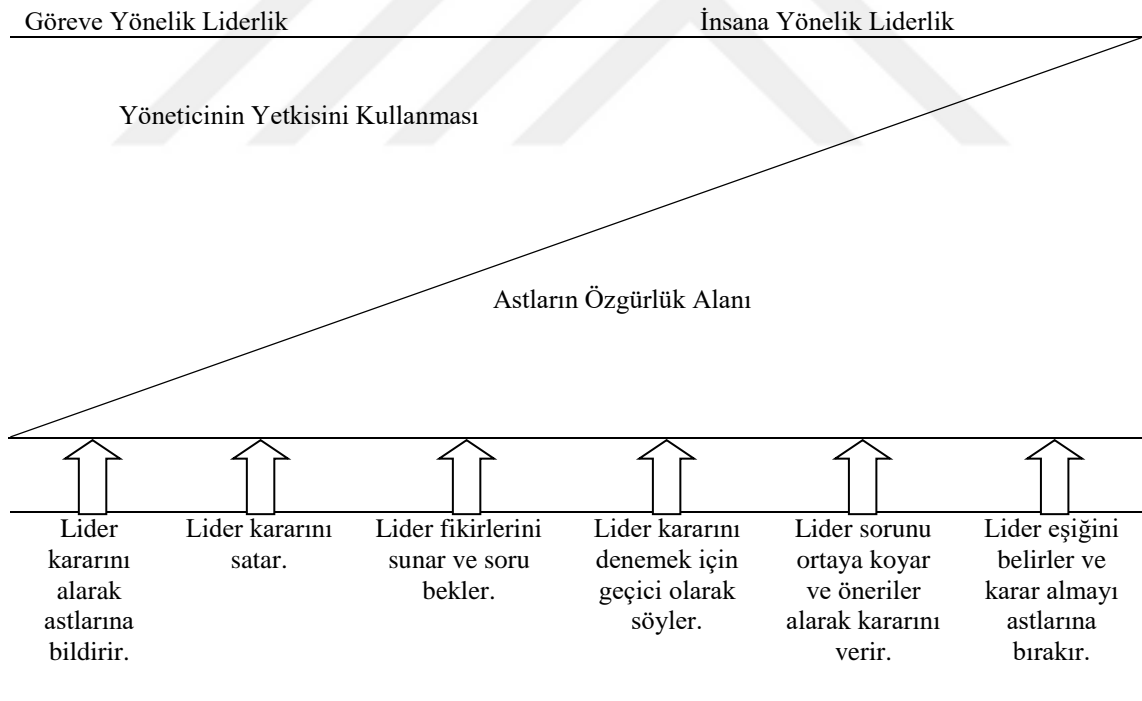 Göreve Yönelik Liderlik
İnsana Yönelik Liderlik
Yöneticinin Yetkisini Kullanması
Astların Özgürlük Alanı
Lider
kararını
alarak
astlarına
bildirir.
Lider kararını
satar.
Lider fikirlerini
sunar ve soru
bekler.
Lider kararını
denemek için
geçici olarak
söyler.
Lider sorunu
ortaya koyar
ve öneriler
alarak kararını
verir.
Lider eşiğini
belirler ve
karar almayı
astlarına
bırakır.